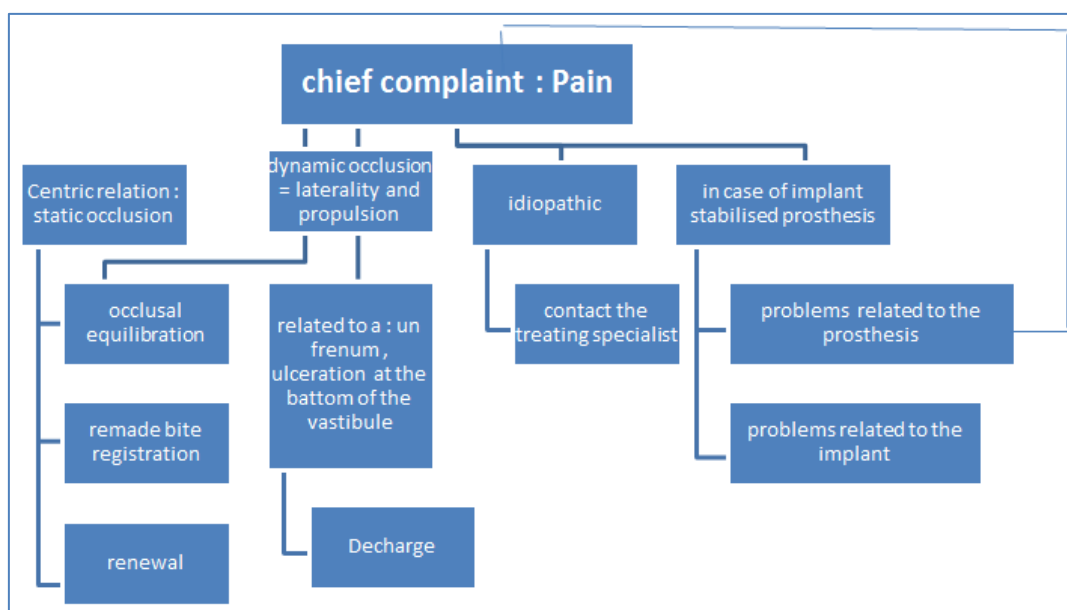 chief complaint : Pain
Centric relation :
static occlusion
dynamic occlusion
= laterality and
propulsion
idiopathic
in case of implant
stabilised prosthesis
occlusal
equilibration
related to a : un
frenum ,
ulceration at the
battom of the
vastibule
contact the
treating specialist
problems related to the
prosthesis
remade bite
registration
problems related to the
implant
renewal
Decharge